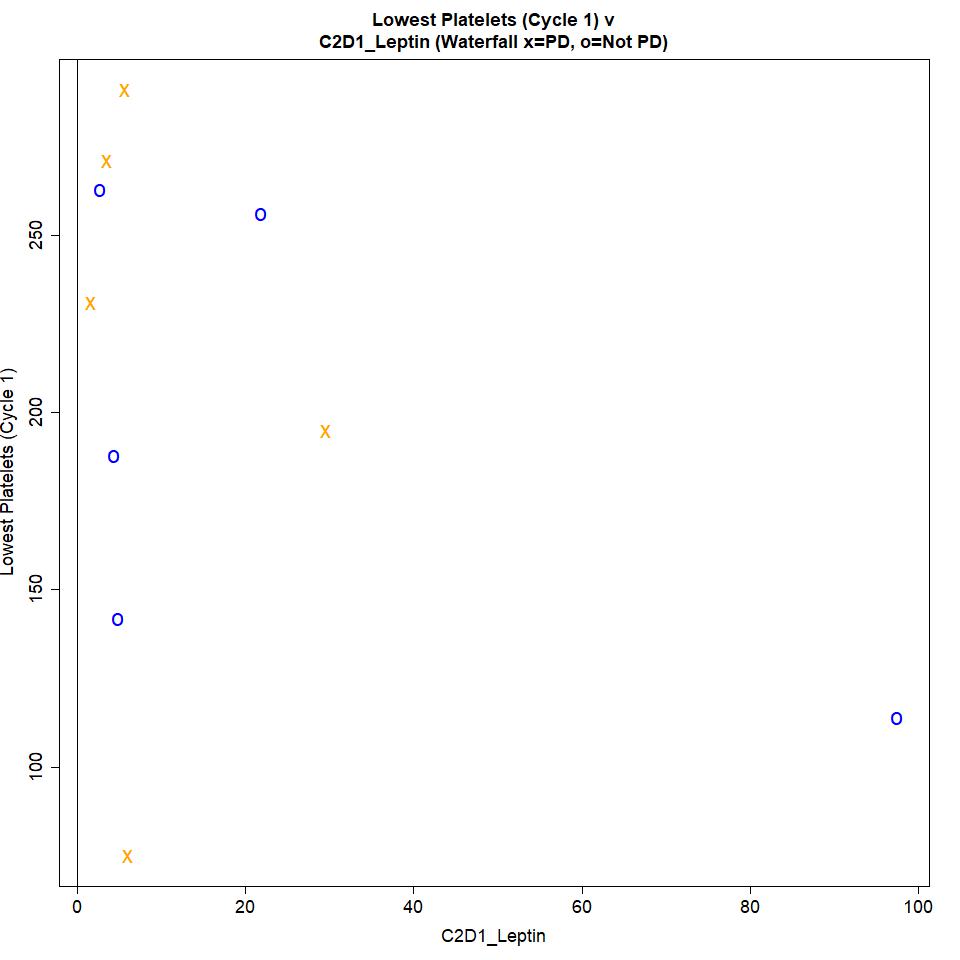 Lowest Platelets (Cycle 1) v
C2D1_Leptin (Waterfall x=PD, o=Not PD)
Lowest Platelets (Cycle 1)
250
200
150
100
X
X
O
O
X
X
O
O
O
X
0 20 40 60 80 100
C2D1_Leptin